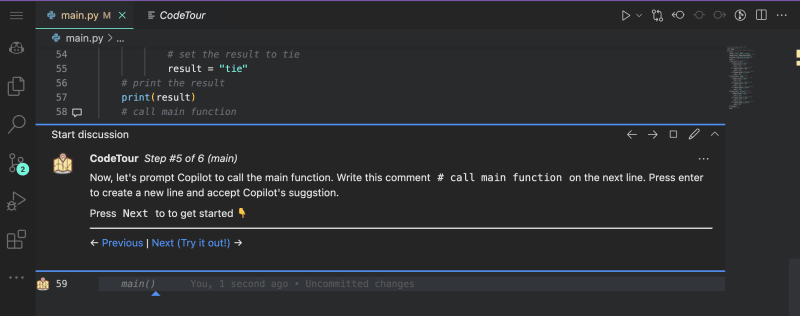 main.py M
CodeTour
main.py > ...
54 # set the result to tie
55 result = "tie"
56 # print the result
57 print(result)
58 # call main function
Start discussion
CodeTour Step #5 of 6 (main)
Now, let's prompt Copilot to call the main function. Write this comment # call main function on the next line. Press enter
to create a new line and accept Copilot's suggstion.
Press Next to to get started
← Previous | Next (Try it out!) →
2
59 main() You, 1 second ago • Uncommitted changes